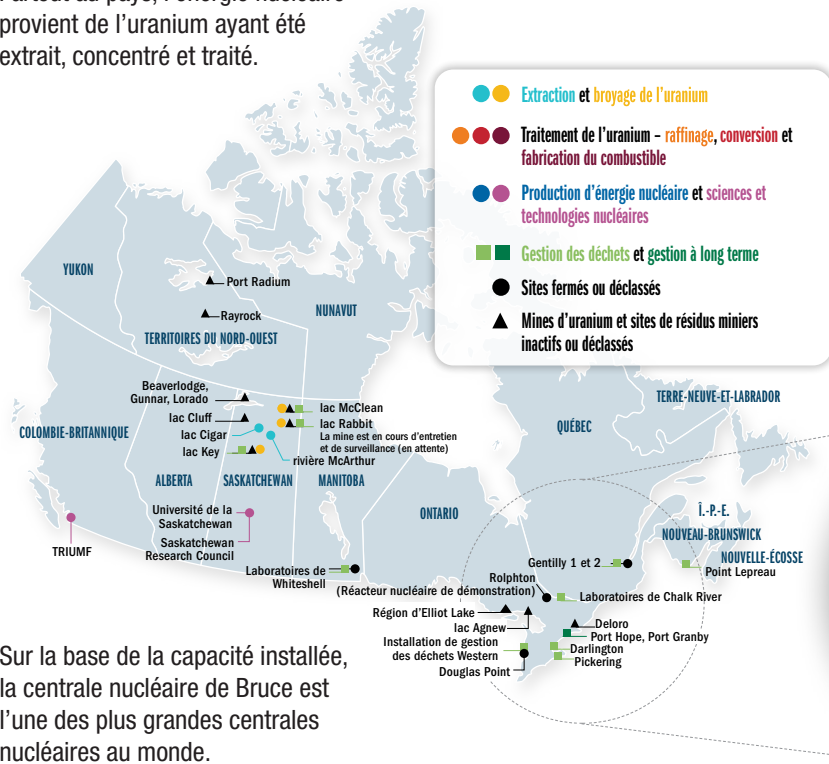 Partout au pays, l'énergie nucléaire
provient de l'uranium ayant été
extrait, concentré et traité.
Extraction et broyage de l'uranium
Traitement de l'uranium – raffinage, conversion et
fabrication du combustible
Production d'énergie nucléaire et sciences et
technologies nucléaires
Gestion des déchets et gestion à long terme
Sites fermés ou déclassés
Mines d'uranium et sites de résidus miniers
inactifs ou déclassés
YUKON
Port Radium
Rayrock
NUNAVUT
TERRITOIRES DU NORD-OUEST
Beaverlodge,
Gunnar, Lorado
lac Cluff
lac Cigar
lac Key
lac McClean
lac Rabbit
La mine est en cours d'entretien
et de surveillance (en attente)
rivière McArthur
COLOMBIE-BRITANNIQUE
ALBERTA
SASKATCHEWAN
MANITOBA
ONTARIO
QUÉBEC
TERRE-NEUVE-ET-LABRADOR
Î.-P.-E.
NOUVEAU-BRUNSWICK
NOUVELLE-ÉCOSSE
Point Lepreau
TRIUMF
Université de la
Saskatchewan
Saskatchewan
Research Council
Laboratoires de
Whiteshell
Gentilly 1 et 2
Rolphton
(Réacteur nucléaire de démonstration)
Laboratoires de Chalk River
Région d'Elliot Lake
lac Agnew
Deloro
Port Hope, Port Granby
Installation de gestion
des déchets Western
Darlington
Pickering
Douglas Point
Sur la base de la capacité installée,
la centrale nucléaire de Bruce est
l'une des plus grandes centrales
nucléaires au monde.